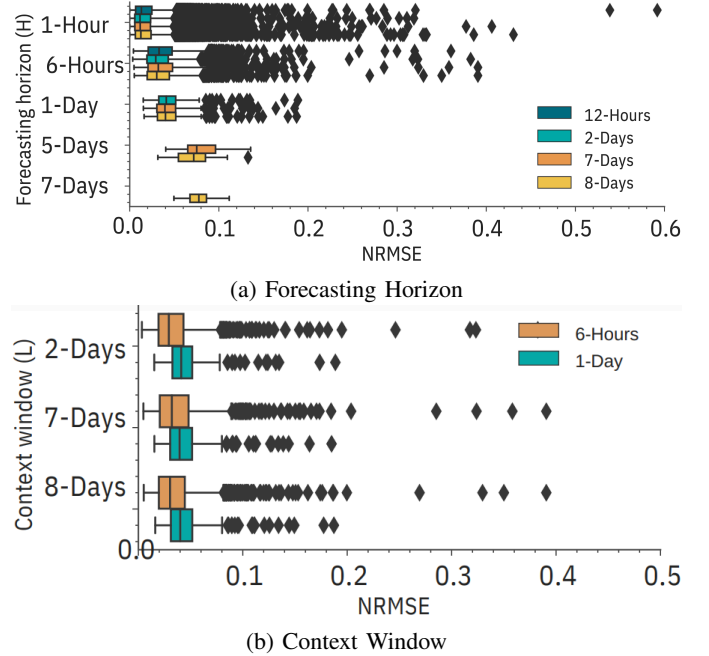 Forecasting horizon (H)
1-Hour
6-Hours
1-Day
5-Days
7-Days
12-Hours
2-Days
7-Days
8-Days
0.0 0.1 0.2 0.3 0.4 0.5 0.6
NRMSE
(a) Forecasting Horizon
Context window (L)
2-Days
7-Days
8-Days
6-Hours
1-Day
0.0 0.1 0.2 0.3 0.4 0.5
NRMSE
(b) Context Window